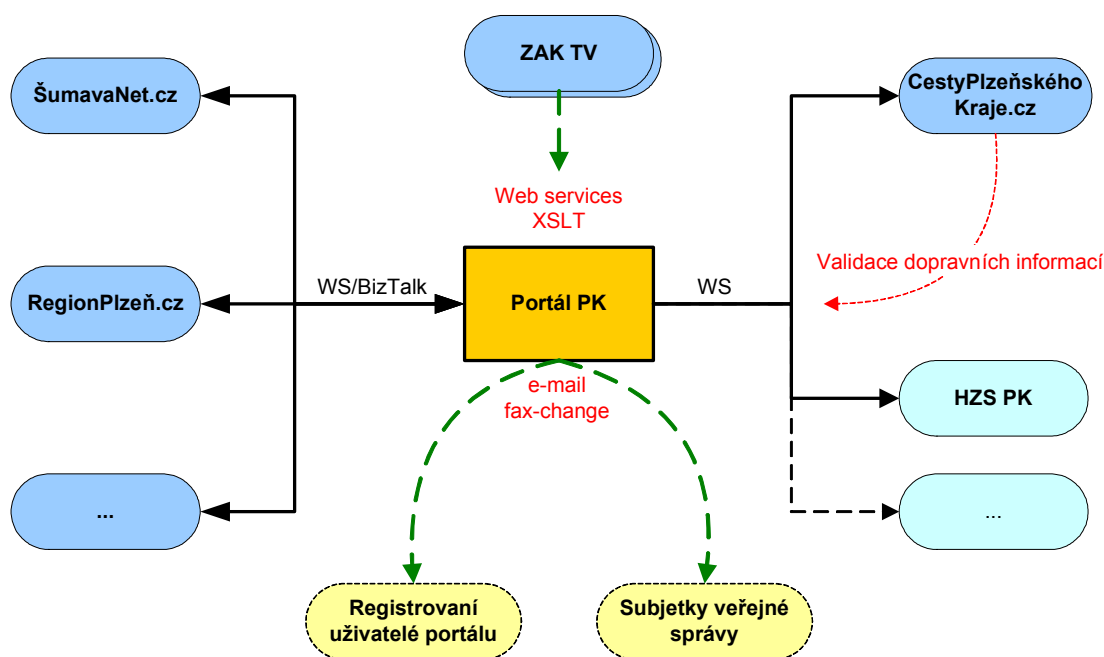 ZAK TV
ŠumavaNet.cz
CestyPlzeňského
Kraje.cz
Web services
XSLT
Validace dopravních informací
RegionPlzeň.cz
WS/BizTalk
Portál PK
WS
e-mail
fax-change
HZS PK
...
...
Registrovaní
uživatelé portálu
Subjetky veřejné
správy